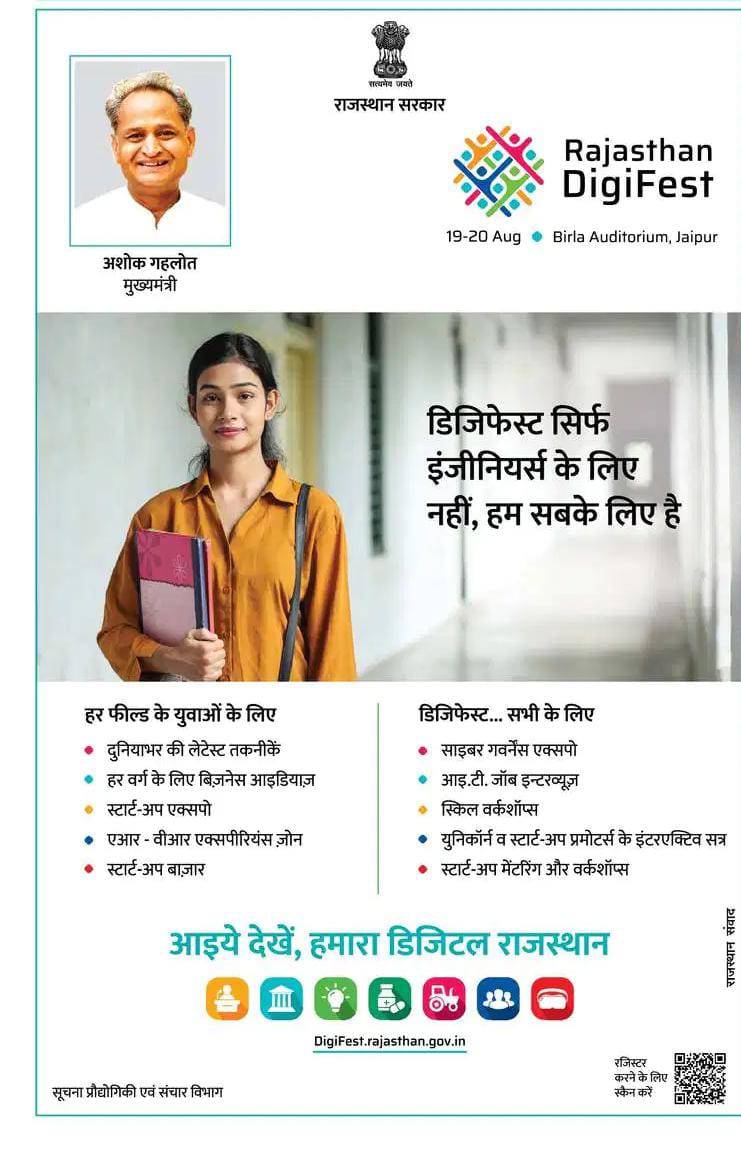 सत्यमेव जयते
राजस्थान सरकार
अशोक गहलोत
मुख्यमंत्री
Rajasthan
DigiFest
19-20 Aug ● Birla Auditorium, Jaipur
डिजिफेस्ट सिर्फ
इंजीनियर्स के लिए
नहीं, हम सबके लिए है
हर फील्ड के युवाओं के लिए
● दुनियाभर की लेटेस्ट तकनीकें
● हर वर्ग के लिए बिज़नेस आइडियाज़
● स्टार्ट-अप एक्सपो
● एआर - वीआर एक्सपीरियंस ज़ोन
● स्टार्ट-अप बाज़ार
डिजिफेस्ट... सभी के लिए
● साइबर गवर्नेंस एक्सपो
● आइ.टी. जॉब इन्टरव्यूज़
● स्किल वर्कशॉप्स
● युनिकॉर्न व स्टार्ट-अप प्रमोटर्स के इंटरएक्टिव सत्र
● स्टार्ट-अप मेंटरिंग और वर्कशॉप्स
राजस्थान संवाद
आइये देखें, हमारा डिजिटल राजस्थान
DigiFest.rajasthan.gov.in
सूचना प्रौद्योगिकी एवं संचार विभाग
रजिस्टर
करने के लिए
स्कैन करें